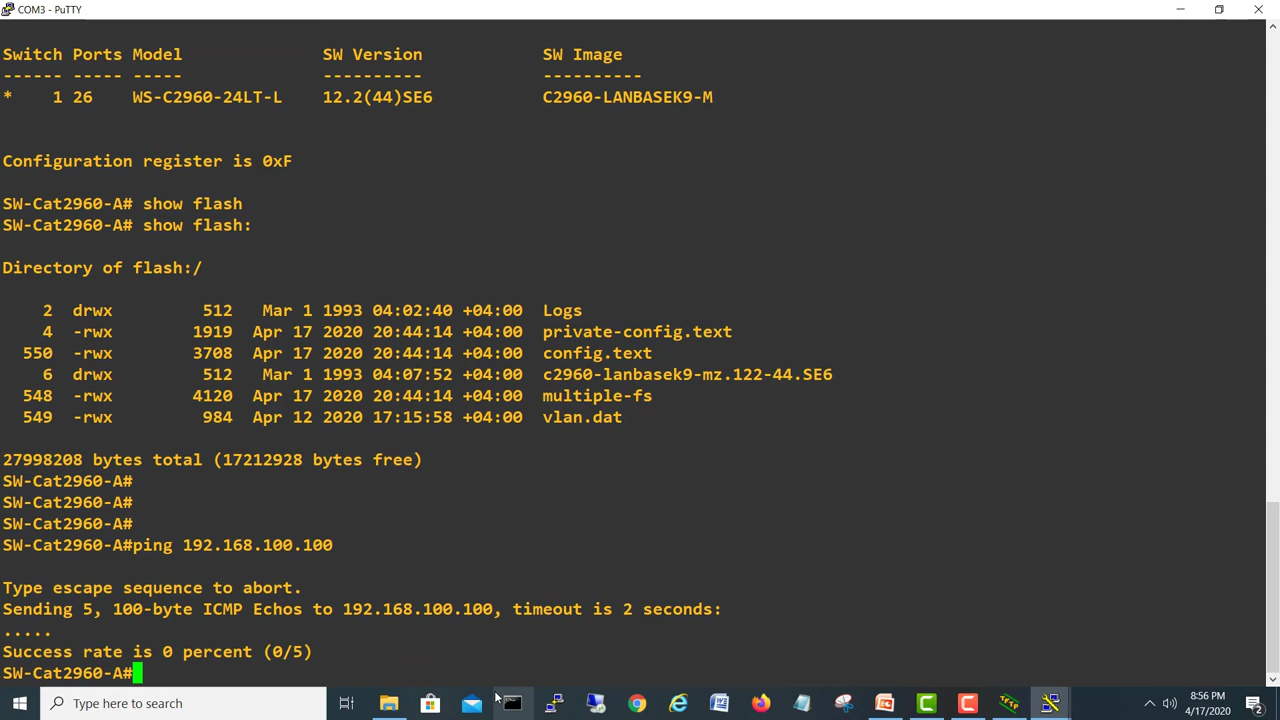 COM3 - PuTTY
Switch Ports Model SW Version SW Image
------ ----- ----- ---------- ----------
* 1 26 WS-C2960-24LT-L 12.2(44)SE6 C2960-LANBASEK9-M
Configuration register is 0xF
SW-Cat2960-A# show flash
SW-Cat2960-A# show flash:
Directory of flash:/
2 drwx 512 Mar 1 1993 04:02:40 +04:00 Logs
4 -rwx 1919 Apr 17 2020 20:44:14 +04:00 private-config.text
550 -rwx 3708 Apr 17 2020 20:44:14 +04:00 config.text
6 drwx 512 Mar 1 1993 04:07:52 +04:00 c2960-lanbasek9-mz.122-44.SE6
548 -rwx 4120 Apr 17 2020 20:44:14 +04:00 multiple-fs
549 -rwx 984 Apr 12 2020 17:15:58 +04:00 vlan.dat
27998208 bytes total (17212928 bytes free)
SW-Cat2960-A#
SW-Cat2960-A#
SW-Cat2960-A#
SW-Cat2960-A#ping 192.168.100.100
Type escape sequence to abort.
Sending 5, 100-byte ICMP Echos to 192.168.100.100, timeout is 2 seconds:
.....
Success rate is 0 percent (0/5)
SW-Cat2960-A#
Type here to search
8:56 PM
4/17/2020
2